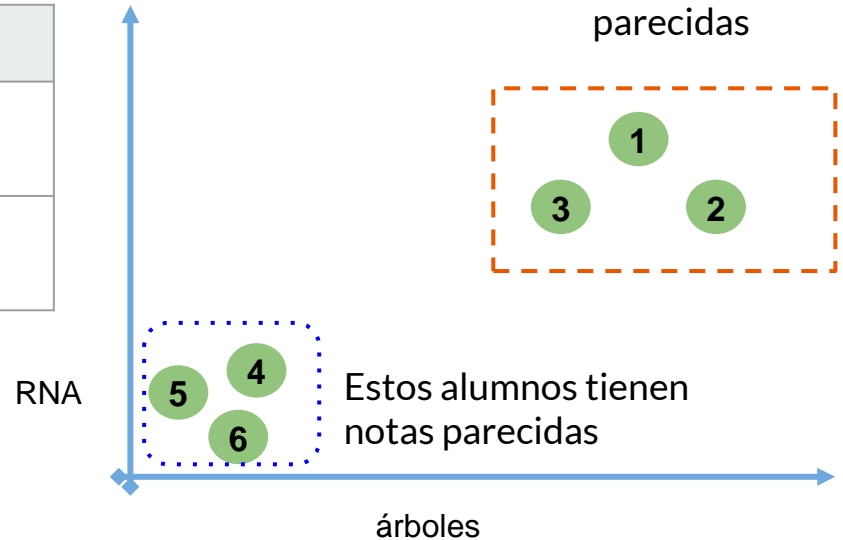 parecidas
1
3
2
4
5
6
RNA
Estos alumnos tienen
notas parecidas
árboles